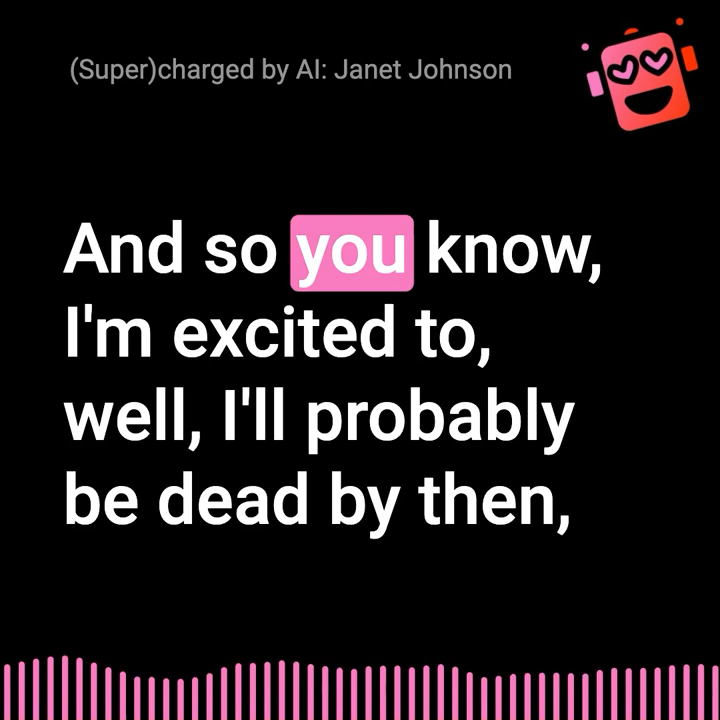 (Super)charged by AI: Janet Johnson
And so you know,
I'm excited to,
well, I'll probably
be dead by then,